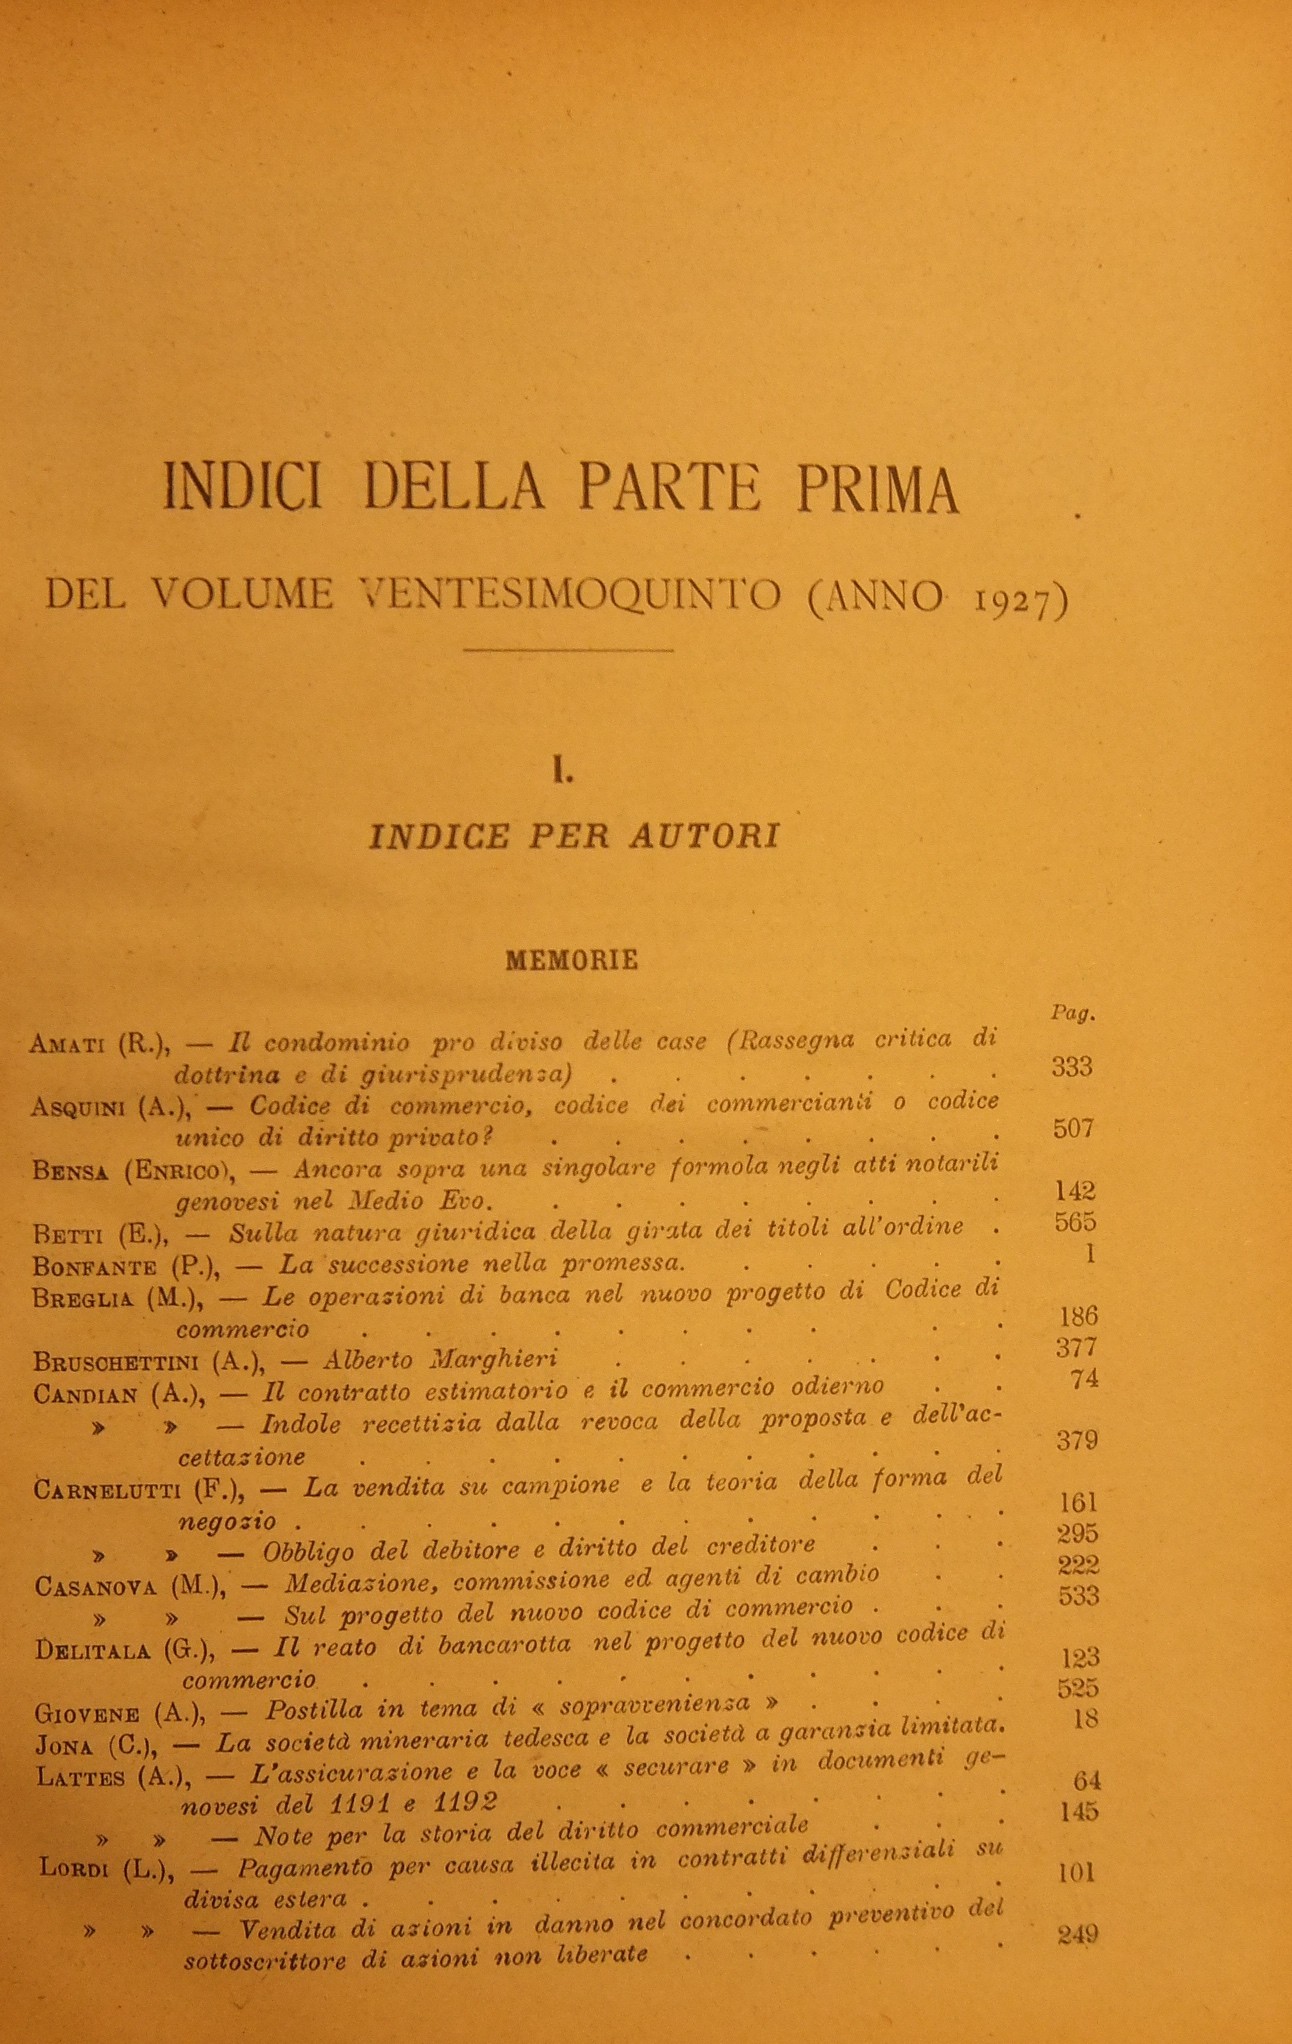 INDICI DELLA PARTE PRIMA
DEL VOLUME VENTESIMOQUINTO (ANNO 1927)
I.
INDICE PER AUTORI
MEMORIE
Pag.
AMATI (R.), — Il condominio pro diviso delle case (Rassegna critica di
dottrina e di giurisprudenza) . . . . . . . 333
ASQUINI (A.), — Codice di commercio, codice dei commercianti o codice
unico di diritto privato? . . . . . . . . 507
BENSA (ENRICO), — Ancora sopra una singolare formola negli atti notarili
genovesi nel Medio Evo. . . . . . . . . 142
BETTI (E.), — Sulla natura giuridica della girata dei titoli all'ordine . 565
BONFANTE (P.), — La successione nella promessa. . . . . . 1
BREGLIA (M.), — Le operazioni di banca nel nuovo progetto di Codice di
commercio . . . . . . . . . . 186
BRUSCHETTINI (A.), — Alberto Marghieri . . . . . . . 377
CANDIAN (A.), — Il contratto estimatorio e il commercio odierno . . 74
» » — Indole recettizia dalla revoca della proposta e dell'ac-
cettazione . . . . . . . . . . . 379
CARNELUTTI (F.), — La vendita su campione e la teoria della forma del
negozio . . . . . . . . . . . . 161
» » — Obbligo del debitore e diritto del creditore . . . 295
CASANOVA (M.), — Mediazione, commissione ed agenti di cambio . . 222
» » — Sul progetto del nuovo codice di commercio . . . 533
DELITALA (G.), — Il reato di bancarotta nel progetto del nuovo codice di
commercio . . . . . . . . . . . 123
GIOVENE (A.), — Postilla in tema di « sopravvenienza » . . . . 525
JONA (C.), — La società mineraria tedesca e la società a garanzia limitata. 18
LATTES (A.), — L'assicurazione e la voce « securare » in documenti ge-
novesi del 1191 e 1192 . . . . . . . . 64
» » — Note per la storia del diritto commerciale . . . 145
LORDI (L.), — Pagamento per causa illecita in contratti differenziali su
divisa estera . . . . . . . . . . . 101
» » — Vendita di azioni in danno nel concordato preventivo del
sottoscrittore di azioni non liberate . . . . . . 249